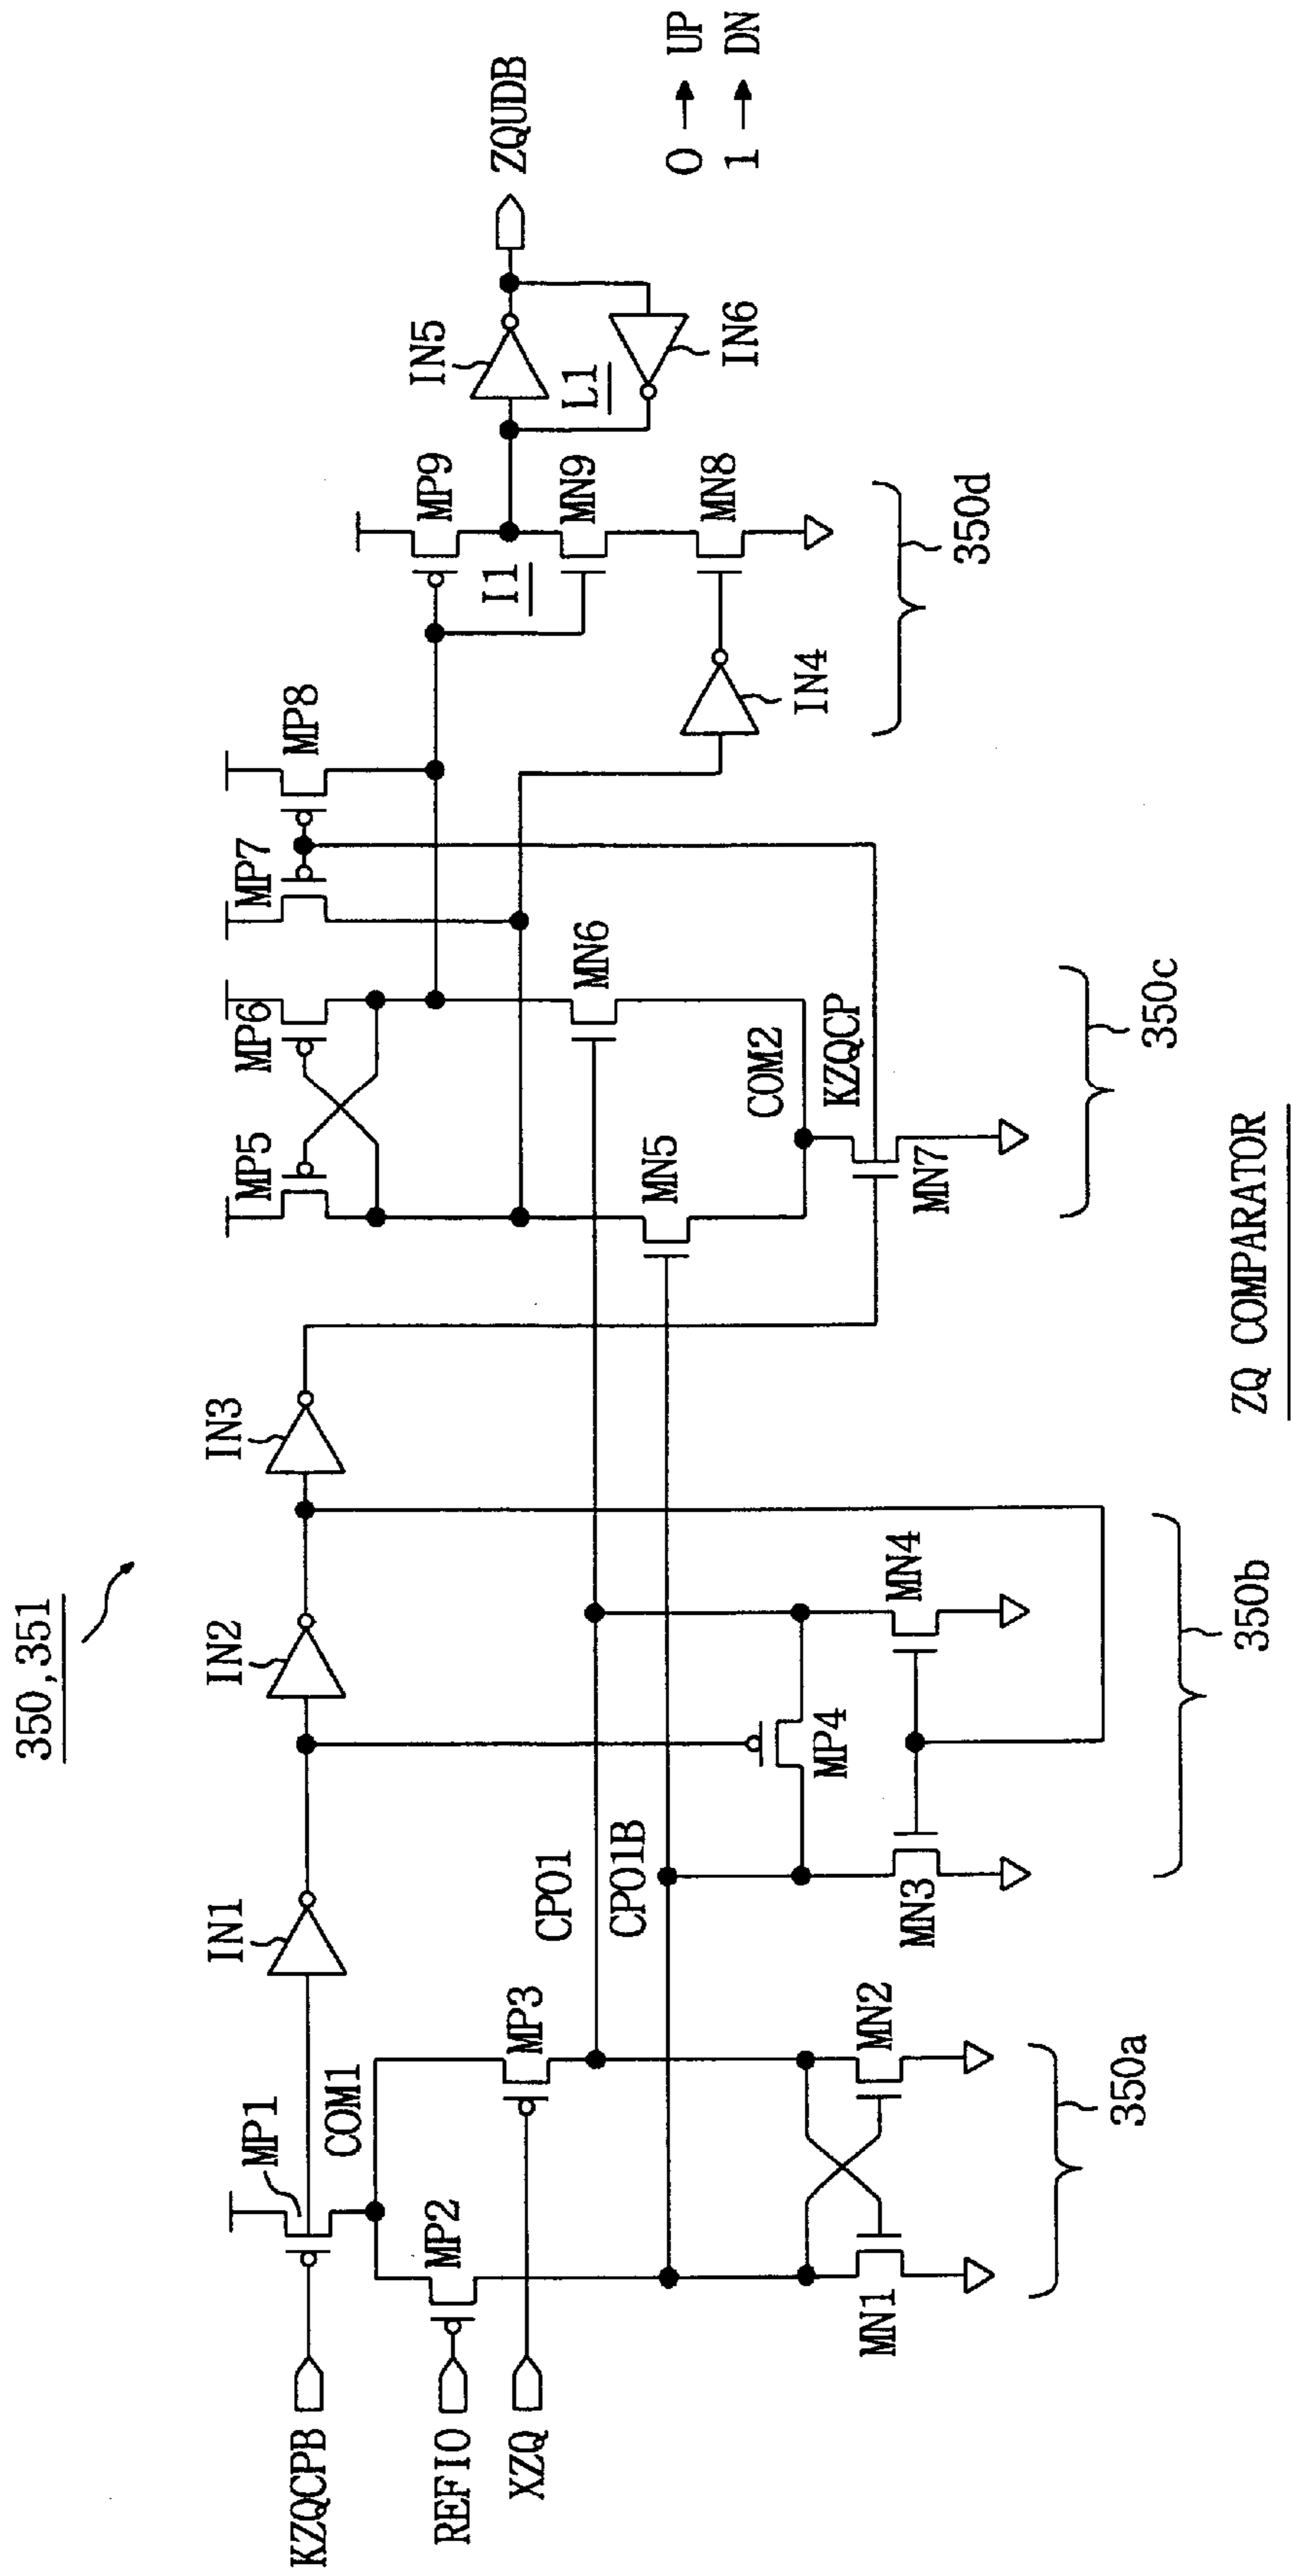 350,351
KZQCPB
REFIO
XZQ
MP1
COM1
MP2
MP3
MN1
MN2
350a
IN1
IN2
IN3
CPO1
CPO1B
MP4
MN3
MN4
350b
MP5
MP6
MN5
MN6
COM2
KZQCP
MN7
350c
MP7
MP8
IN4
I1
MP9
MN9
MN8
350d
IN5
L1
IN6
ZQUDB
0 → UP
1 → DN
ZQ COMPARATOR